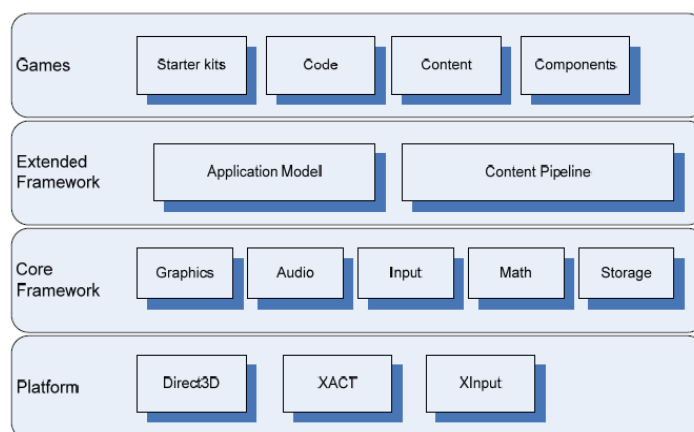 Games
Starter kits
Code
Content
Components
Extended
Framework
Application Model
Content Pipeline
Core
Framework
Graphics
Audio
Input
Math
Storage
Platform
Direct3D
XACT
XInput